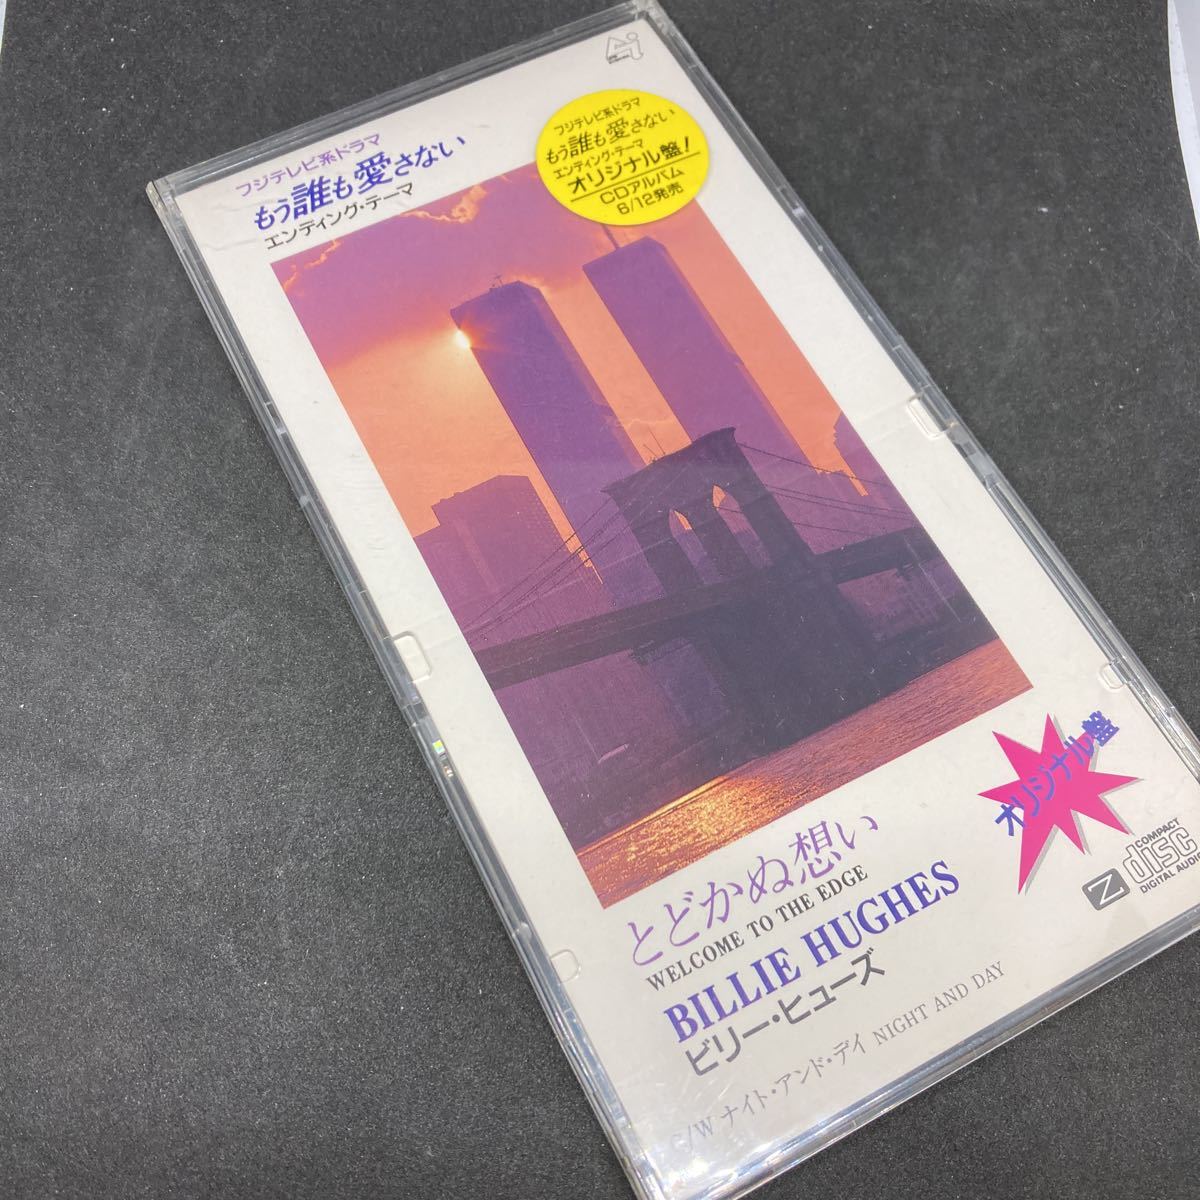 フジテレビ系ドラマ
もう誰も愛さない
エンディング・テーマ
フジテレビ系ドラマ
もう誰も愛さない
エンディング・テーマ
オリジナル盤!
CDアルバム
6/12発売
オリジナル盤
とどかぬ想い
WELCOME TO THE EDGE
BILLIE HUGHES
ビリー・ヒューズ
C/W ナイト・アンド・デイ NIGHT AND DAY
Z
COMPACT
disc
DIGITAL AUDIO